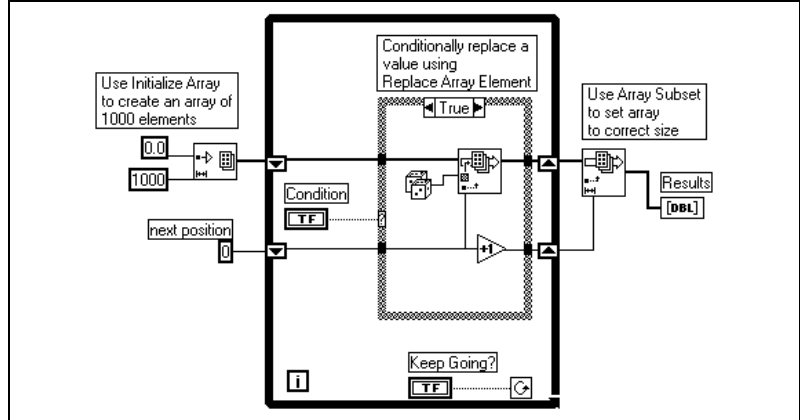 Conditionally replace a
value using
Replace Array Element
Use Initialize Array
to create an array of
1000 elements
True
Use Array Subset
to set array
to correct size
0.0
1000
Condition
TF
?
Results
[DBL]
next position
0
+1
Keep Going?
i
TF